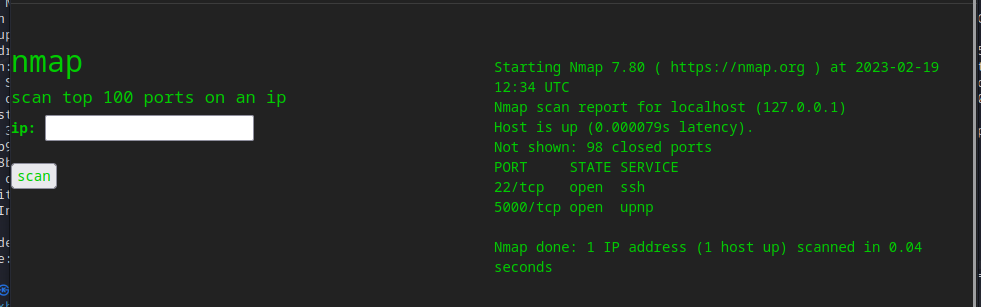 nmap
scan top 100 ports on an ip
ip:
scan
Starting Nmap 7.80 ( https://nmap.org ) at 2023-02-19
12:34 UTC
Nmap scan report for localhost (127.0.0.1)
Host is up (0.000079s latency).
Not shown: 98 closed ports
PORT     STATE SERVICE
22/tcp   open  ssh
5000/tcp open  upnp
Nmap done: 1 IP address (1 host up) scanned in 0.04
seconds